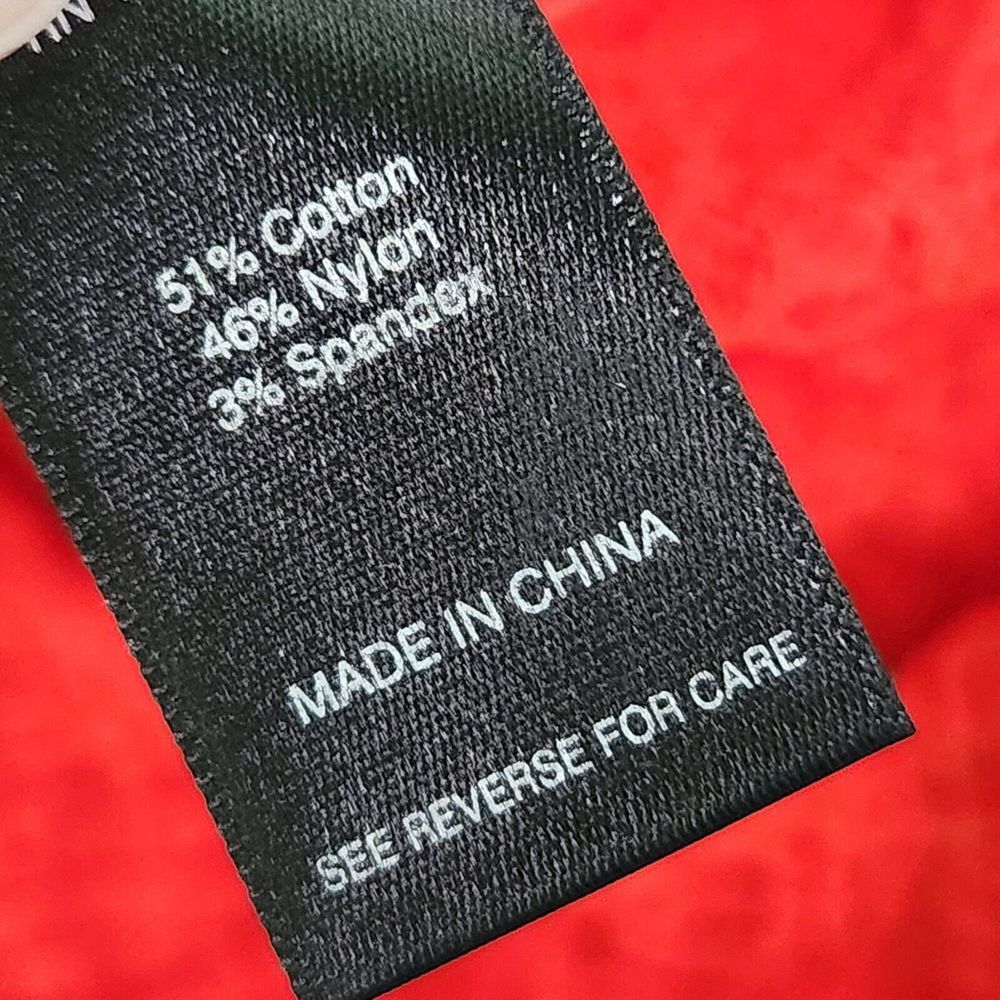 51% Cotton
46% Nylon
3% Spandex
MADE IN CHINA
SEE REVERSE FOR CARE